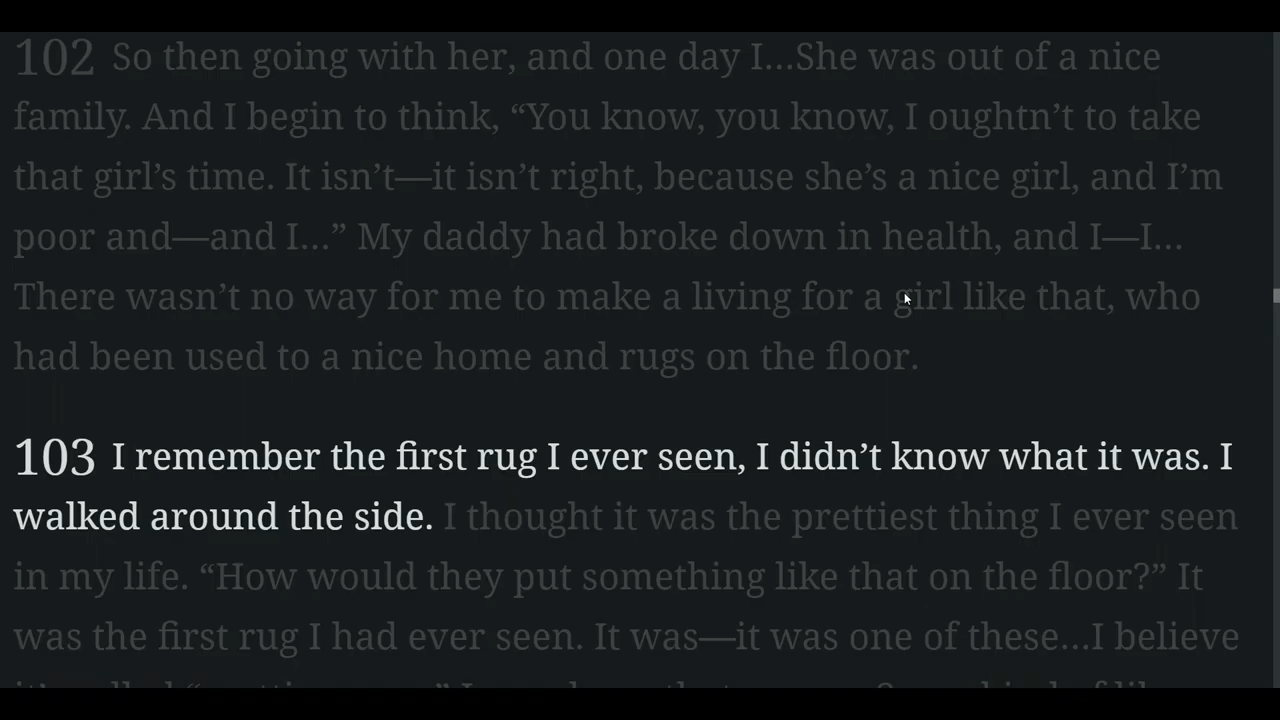 102 So then going with her, and one day I…She was out of a nice
family. And I begin to think, “You know, you know, I oughtn’t to take
that girl’s time. It isn’t—it isn’t right, because she’s a nice girl, and I’m
poor and—and I…” My daddy had broke down in health, and I—I…
There wasn’t no way for me to make a living for a girl like that, who
had been used to a nice home and rugs on the floor.
103 I remember the first rug I ever seen, I didn’t know what it was. I
walked around the side. I thought it was the prettiest thing I ever seen
in my life. “How would they put something like that on the floor?” It
was the first rug I had ever seen. It was—it was one of these…I believe